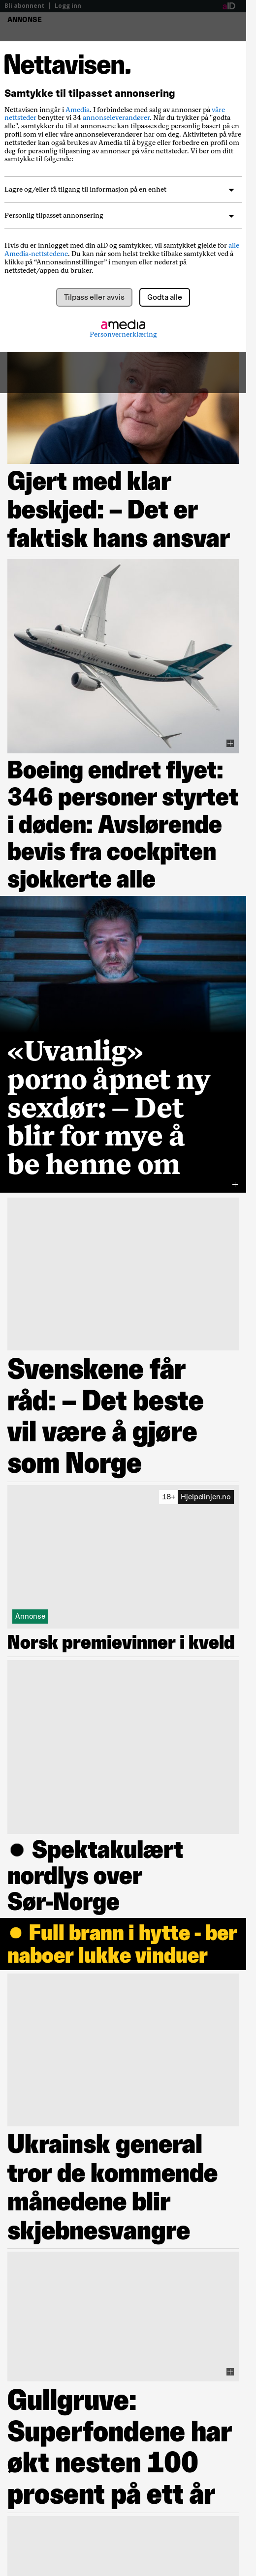 Bli abonnent | Logg inn
aID
ANNONSE
Nettavisen.
Samtykke til tilpasset annonsering
Nettavisen inngår i Amedia. I forbindelse med salg av annonser på våre
nettsteder benytter vi 34 annonseleverandører. Når du trykker på "godta
alle", samtykker du til at annonsene kan tilpasses deg personlig basert på en
profil som vi eller våre annonseleverandører har om deg. Aktiviteten på våre
nettsteder kan også brukes av Amedia til å bygge eller forbedre en profil om
deg for personlig tilpasning av annonser på våre nettsteder. Vi ber om ditt
samtykke til følgende:
Lagre og/eller få tilgang til informasjon på en enhet
Personlig tilpasset annonsering
Hvis du er innlogget med din aID og samtykker, vil samtykket gjelde for alle
Amedia-nettstedene. Du kan når som helst trekke tilbake samtykket ved å
klikke på “Annonseinnstillinger” i menyen eller nederst på
nettstedet/appen du bruker.
Tilpass eller avvis
Godta alle
amedia
Personvernerklæring
Gjert med klar
beskjed: – Det er
faktisk hans ansvar
Boeing endret flyet:
346 personer styrtet
i døden: Avslørende
bevis fra cockpiten
sjokkerte alle
«Uvanlig»
porno åpnet ny
sexdør: – Det
blir for mye å
be henne om
Svenskene får
råd: – Det beste
vil være å gjøre
som Norge
18+ Hjelpelinjen.no
Annonse
Norsk premievinner i kveld
● Spektakulært
nordlys over
Sør-Norge
● Full brann i hytte - ber
naboer lukke vinduer
Ukrainsk general
tror de kommende
månedene blir
skjebnesvangre
Gullgruve:
Superfondene har
økt nesten 100
prosent på ett år